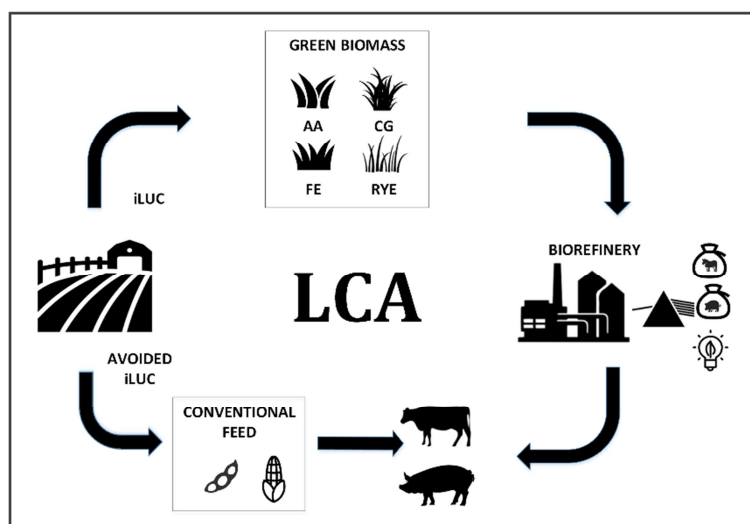 GREEN BIOMASS
AA
CG
FE
RYE
iLUC
BIOREFINERY
LCA
AVOIDED
iLUC
CONVENTIONAL
FEED